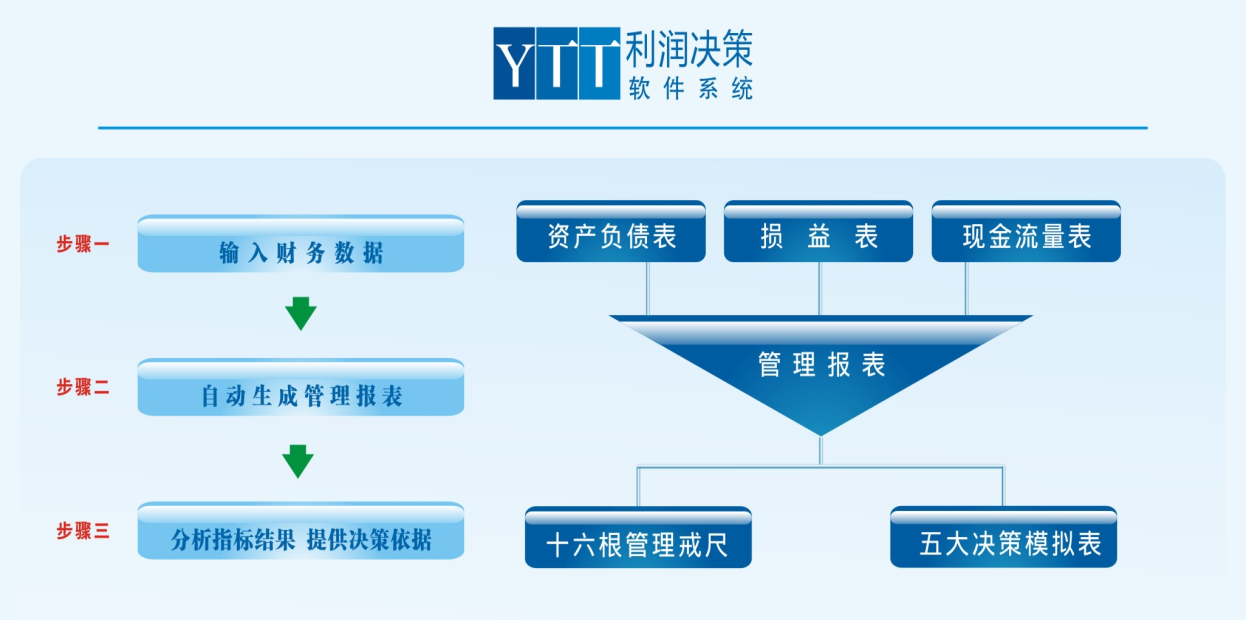 YTT 利润决策
软件系统
步骤一
输入财务数据
资产负债表
损益表
现金流量表
管理报表
步骤二
自动生成管理报表
步骤三
分析指标结果 提供决策依据
十六根管理戒尺
五大决策模拟表